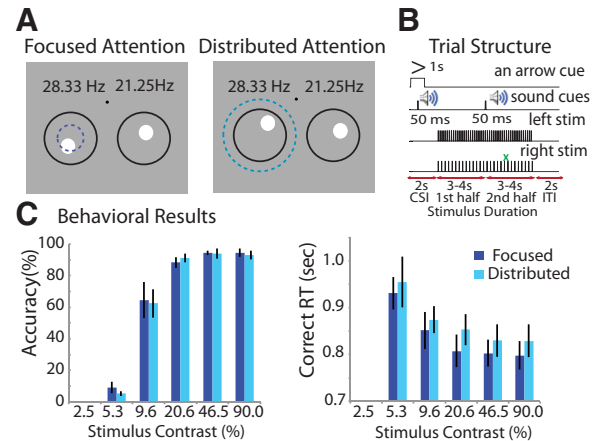 A
Focused Attention
Distributed Attention
28.33 Hz
21.25Hz
28.33 Hz
21.25Hz
B
Trial Structure
> 1s
an arrow cue
sound cues
50 ms
50 ms
left stim
right stim
x
2s
3-4s
3-4s
2s
CSI
1st half
2nd half
ITI
Stimulus Duration
C
Behavioral Results
Accuracy(%)
100
80
60
40
20
0
2.5
5.3
9.6
20.6
46.5
90.0
Stimulus Contrast (%)
Correct RT (sec)
1.0
0.9
0.8
0.7
Focused
Distributed
2.5
5.3
9.6
20.6
46.5
90.0
Stimulus Contrast (%)